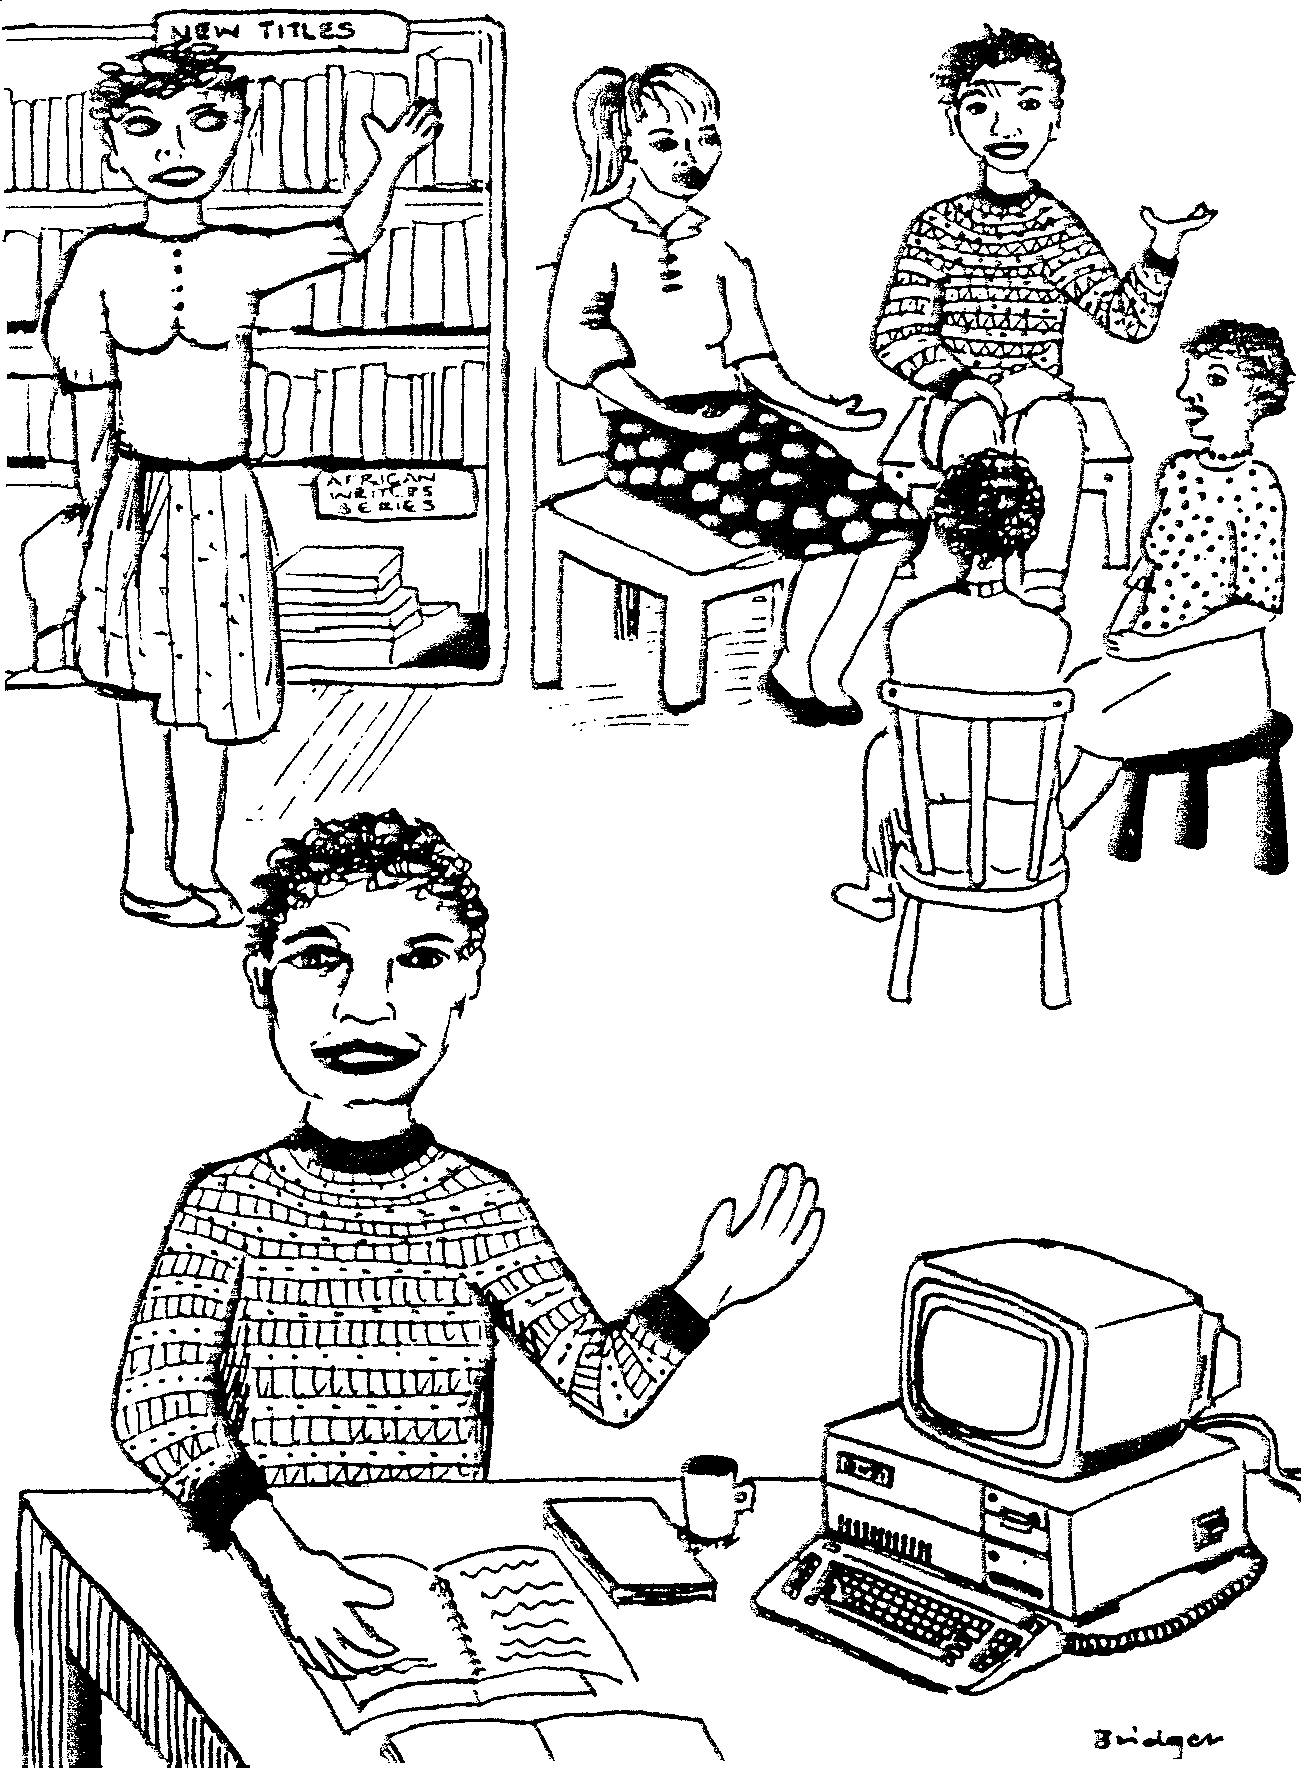 NEW TITLES
AFRICAN
WRITERS
SERIES
Bridger